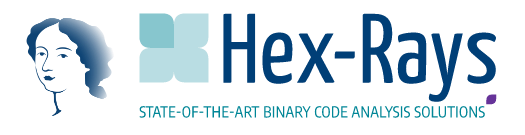 Hex-Rays
STATE-OF-THE-ART BINARY CODE ANALYSIS SOLUTIONS